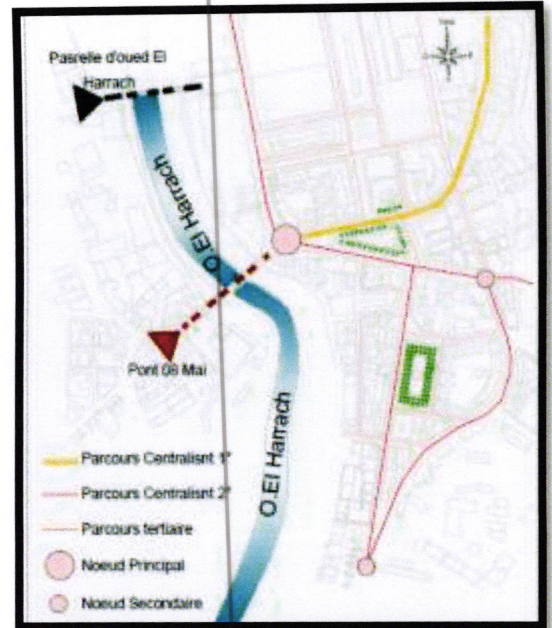 Pasrelle d'oued El
Harrach
O.El Harrach
Pont 08 Mai
O.El Harrach
Parcours Centralisnt 1°
Parcours Centralisnt 2°
Parcours tertiaire
Noeud Principal
Noeud Secondaire